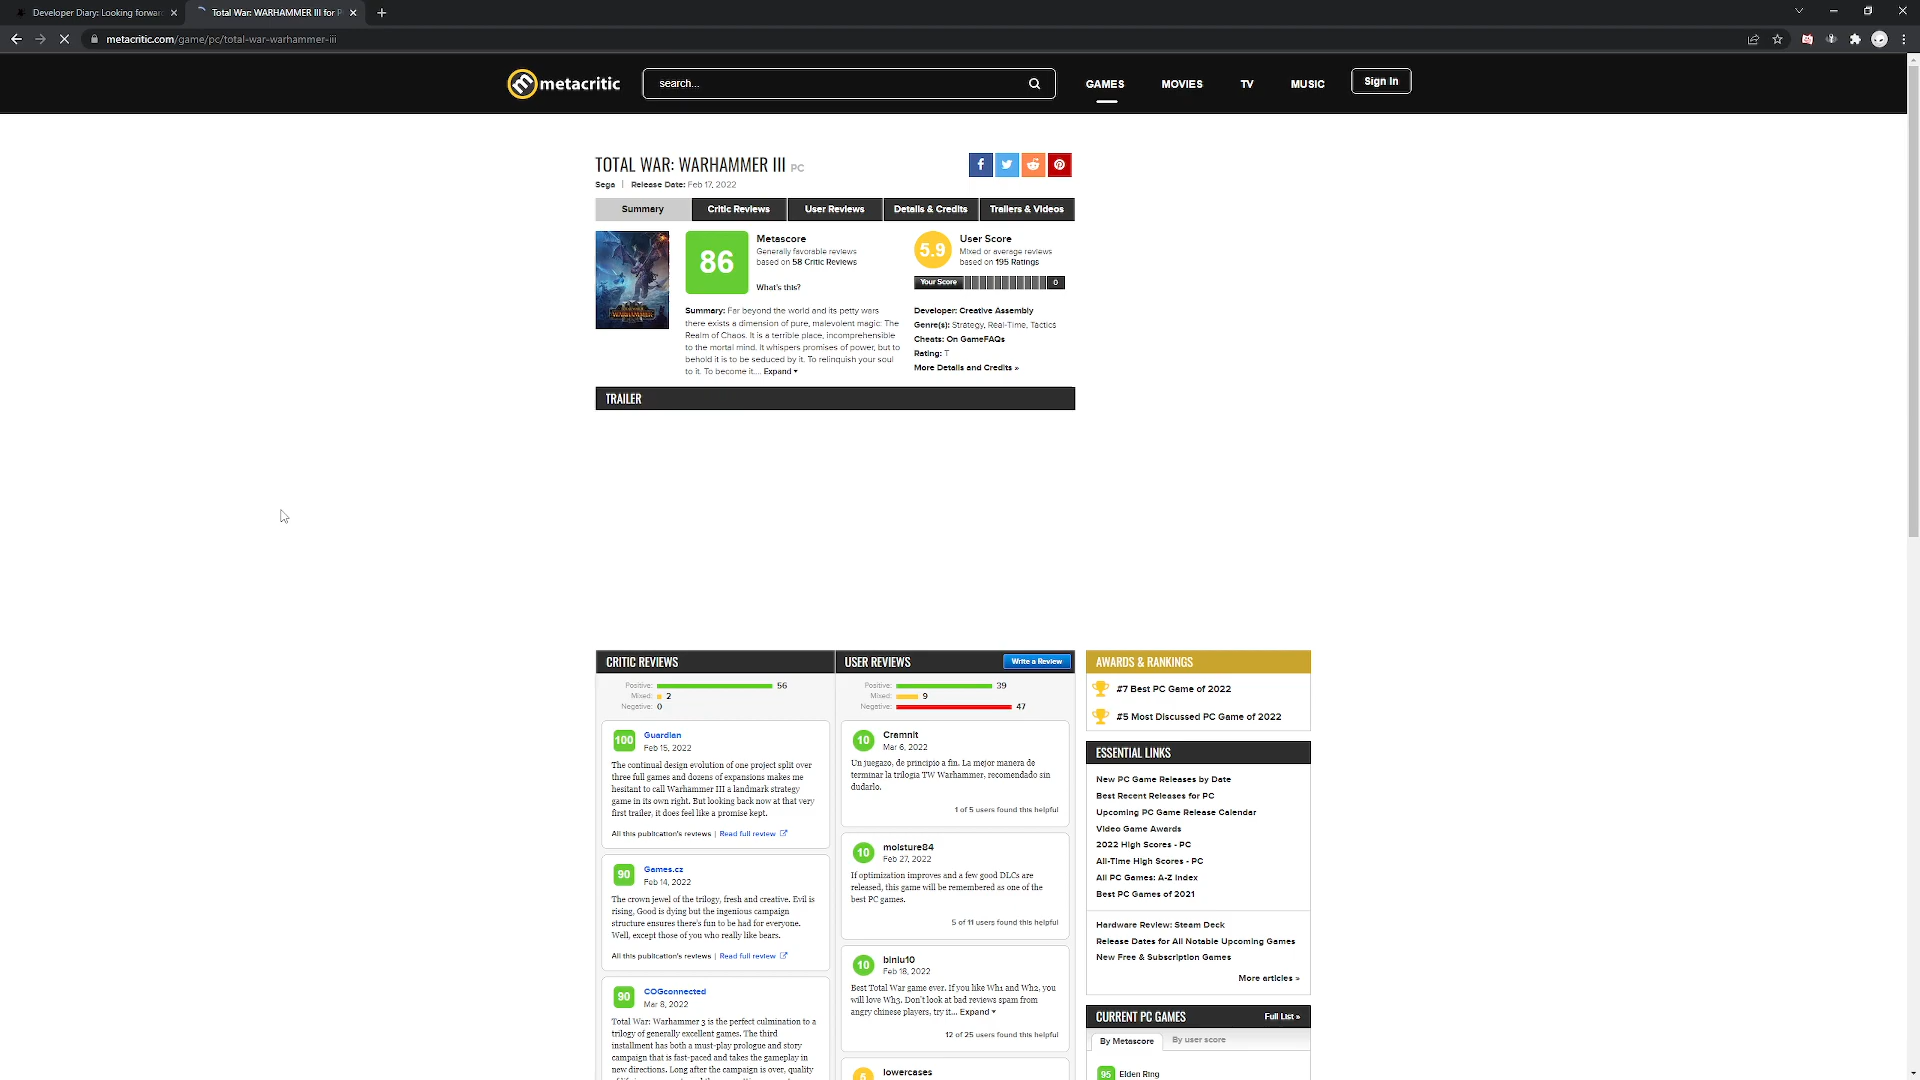 Developer Diary: Looking forwar
Total War: WARHAMMER III for P
metacritic.com/game/pc/total-war-warhammer-iii
metacritic
search...
GAMES
MOVIES
TV
MUSIC
Sign In
TOTAL WAR: WARHAMMER III PC
Sega | Release Date: Feb 17, 2022
Summary
Critic Reviews
User Reviews
Details & Credits
Trailers & Videos
WARHAMMER
86
Metascore
Generally favorable reviews
based on 58 Critic Reviews
What's this?
Summary: Far beyond the world and its petty wars
there exists a dimension of pure, malevolent magic: The
Realm of Chaos. It is a terrible place, incomprehensible
to the mortal mind. It whispers promises of power, but to
behold it is to be seduced by it. To relinquish your soul
to it. To become it.... Expand
5.9
User Score
Mixed or average reviews
based on 195 Ratings
Your Score
0
Developer: Creative Assembly
Genre(s): Strategy, Real-Time, Tactics
Cheats: On GameFAQs
Rating: T
More Details and Credits »
TRAILER
CRITIC REVIEWS
Positive: 56
Mixed: 2
Negative: 0
100
Guardian
Feb 15, 2022
The continual design evolution of one project split over
three full games and dozens of expansions makes me
hesitant to call Warhammer III a landmark strategy
game in its own right. But looking back now at that very
first trailer, it does feel like a promise kept.
All this publication's reviews | Read full review
90
Games.cz
Feb 14, 2022
The crown jewel of the trilogy, fresh and creative. Evil is
rising, Good is dying but the ingenious campaign
structure ensures there's fun to be had for everyone.
Well, except those of you who really like bears.
All this publication's reviews | Read full review
90
COGconnected
Mar 8, 2022
Total War: Warhammer 3 is the perfect culmination to a
trilogy of generally excellent games. The third
installment has both a must-play prologue and story
campaign that is fast-paced and takes the gameplay in
new directions. Long after the campaign is over, quality
USER REVIEWS
Write a Review
Positive: 39
Mixed: 9
Negative: 47
10
Cramnit
Mar 6, 2022
Un juegazo, de principio a fin. La mejor manera de
terminar la trilogía TW Warhammer, recomendado sin
dudarlo.
1 of 5 users found this helpful
10
moisture84
Feb 27, 2022
If optimization improves and a few good DLCs are
released, this game will be remembered as one of the
best PC games.
5 of 11 users found this helpful
10
biniu10
Feb 18, 2022
Best Total War game ever. If you like Wh1 and Wh2, you
will love Wh3. Don't look at bad reviews spam from
angry chinese players, try it... Expand
12 of 25 users found this helpful
lowercases
AWARDS & RANKINGS
#7 Best PC Game of 2022
#5 Most Discussed PC Game of 2022
ESSENTIAL LINKS
New PC Game Releases by Date
Best Recent Releases for PC
Upcoming PC Game Release Calendar
Video Game Awards
2022 High Scores - PC
All-Time High Scores - PC
All PC Games: A-Z Index
Best PC Games of 2021
Hardware Review: Steam Deck
Release Dates for All Notable Upcoming Games
New Free & Subscription Games
More articles »
CURRENT PC GAMES
Full List »
By Metascore
By user score
95
Elden Ring